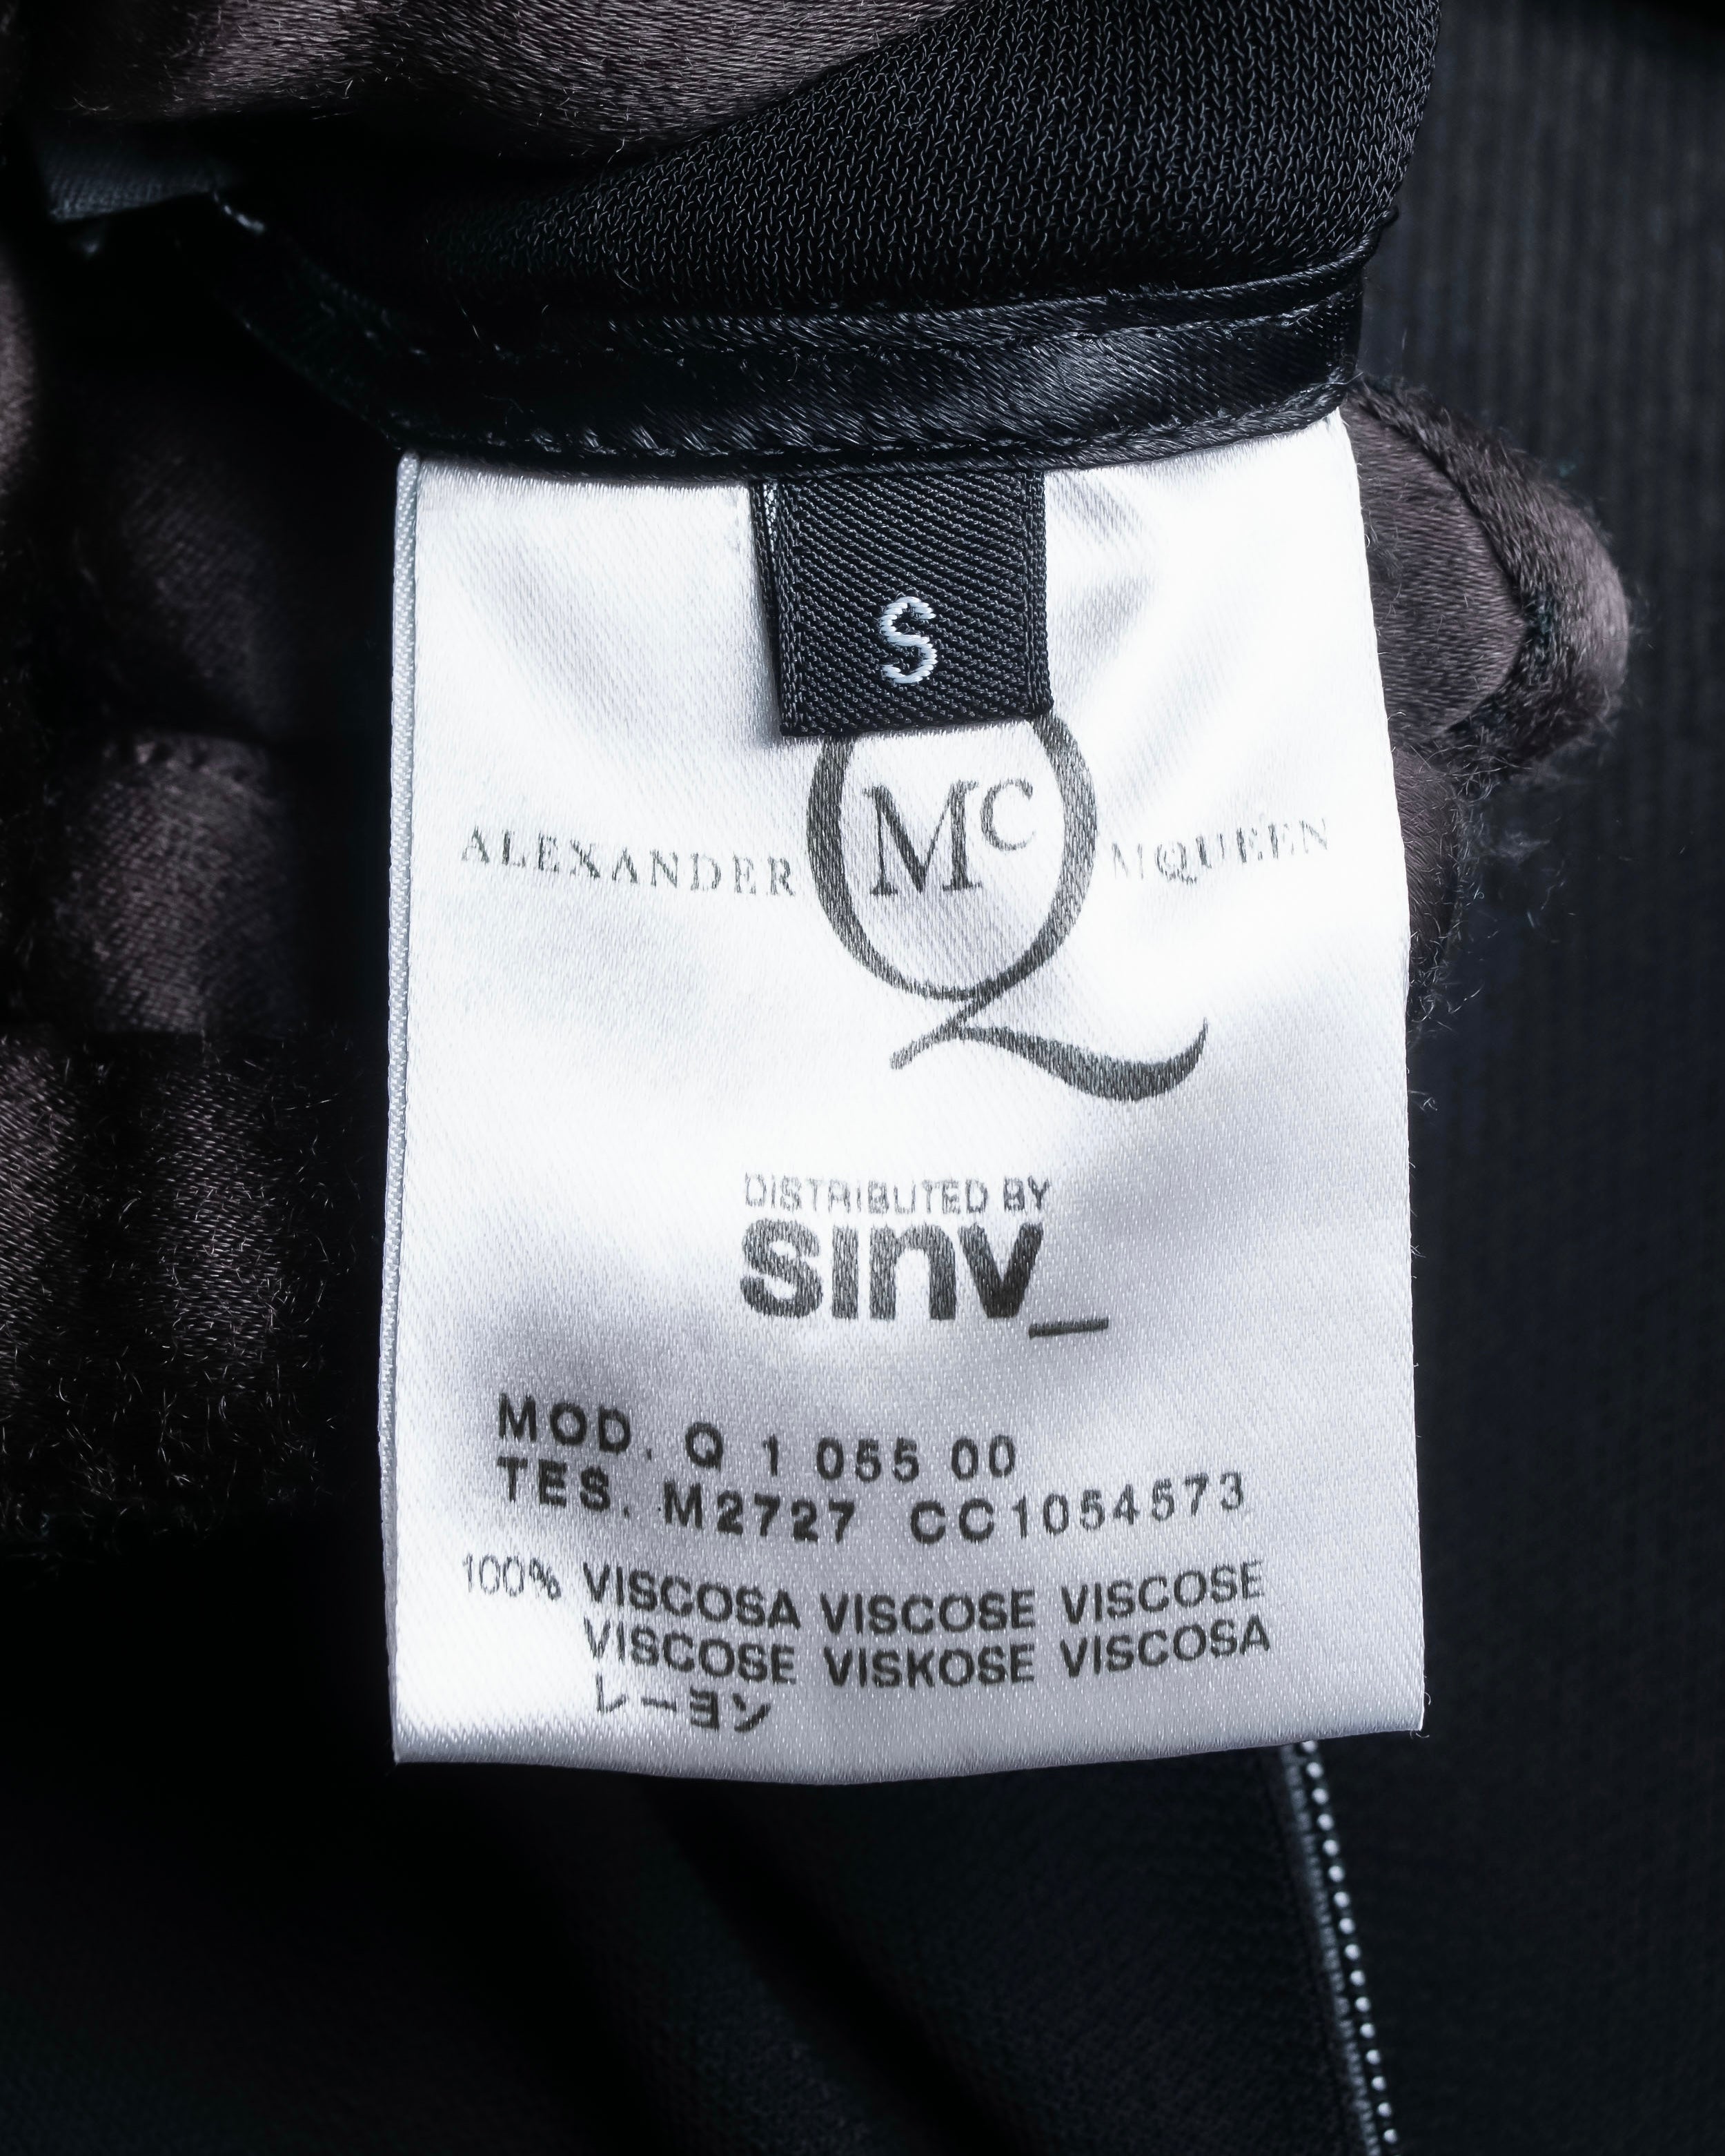 S
ALEXANDER McQ MQUEEN
DISTRIBUTED BY
sınv_
MOD. Q 1 055 00
TES. M2727 CC1054573
100% VISCOSA VISCOSE VISCOSE
VISCOSE VISKOSE VISCOSA
レーヨン